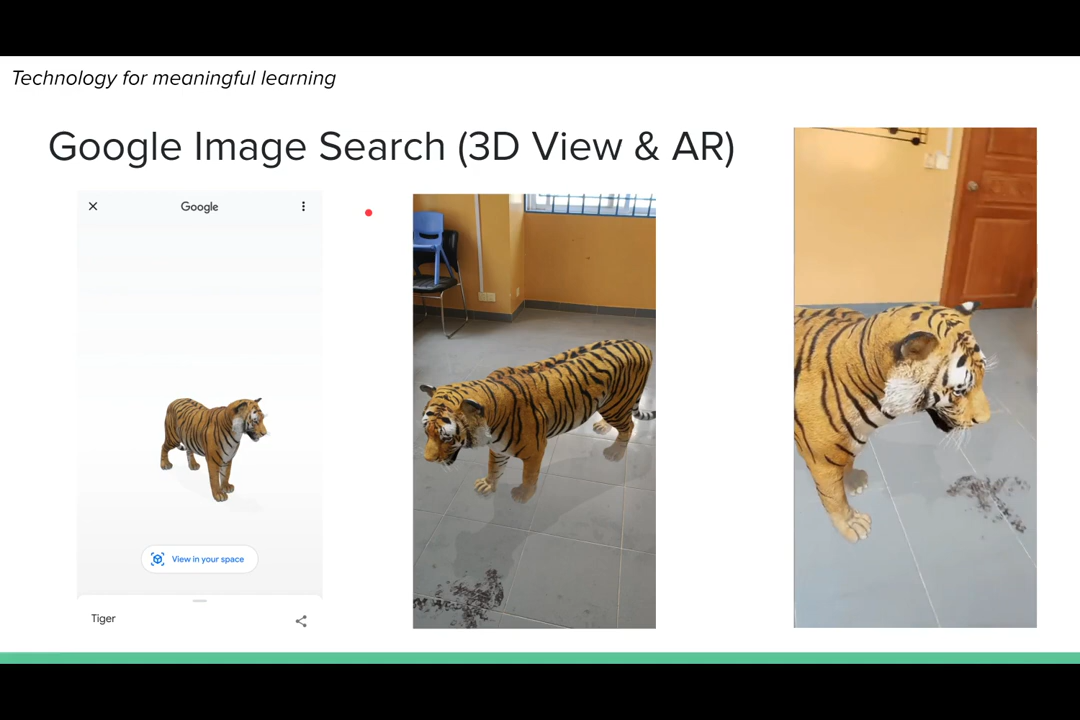 Technology for meaningful learning
Google Image Search (3D View & AR)
Google
View in your space
Tiger